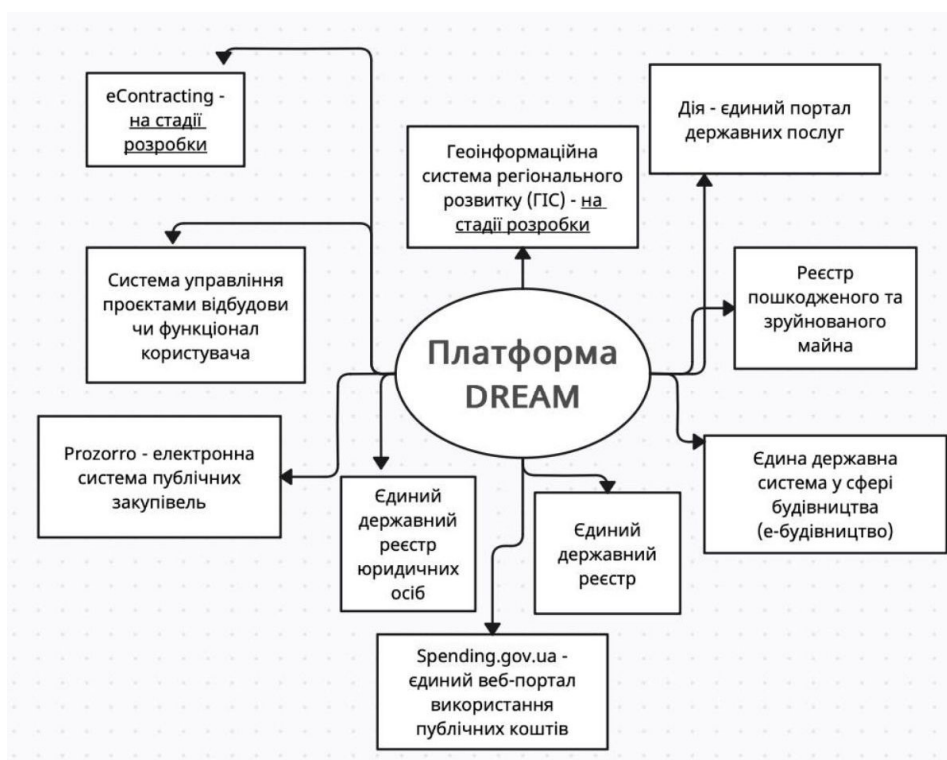 eContracting -
на стадії
розробки
Геоінформаційна
система регіонального
розвитку (ГІС) - на
стадії розробки
Дія - єдиний портал
державних послуг
Система управління
проєктами відбудови
чи функціонал
користувача
Платформа
DREAM
Реєстр
пошкодженого та
зруйнованого
майна
Prozorro - електронна
система публічних
закупівель
Єдиний
державний
реєстр
юридичних
осіб
Єдиний
державний
реєстр
Єдина державна
система у сфері
будівництва
(е-будівництво)
Spending.gov.ua -
єдиний веб-портал
використання
публічних коштів